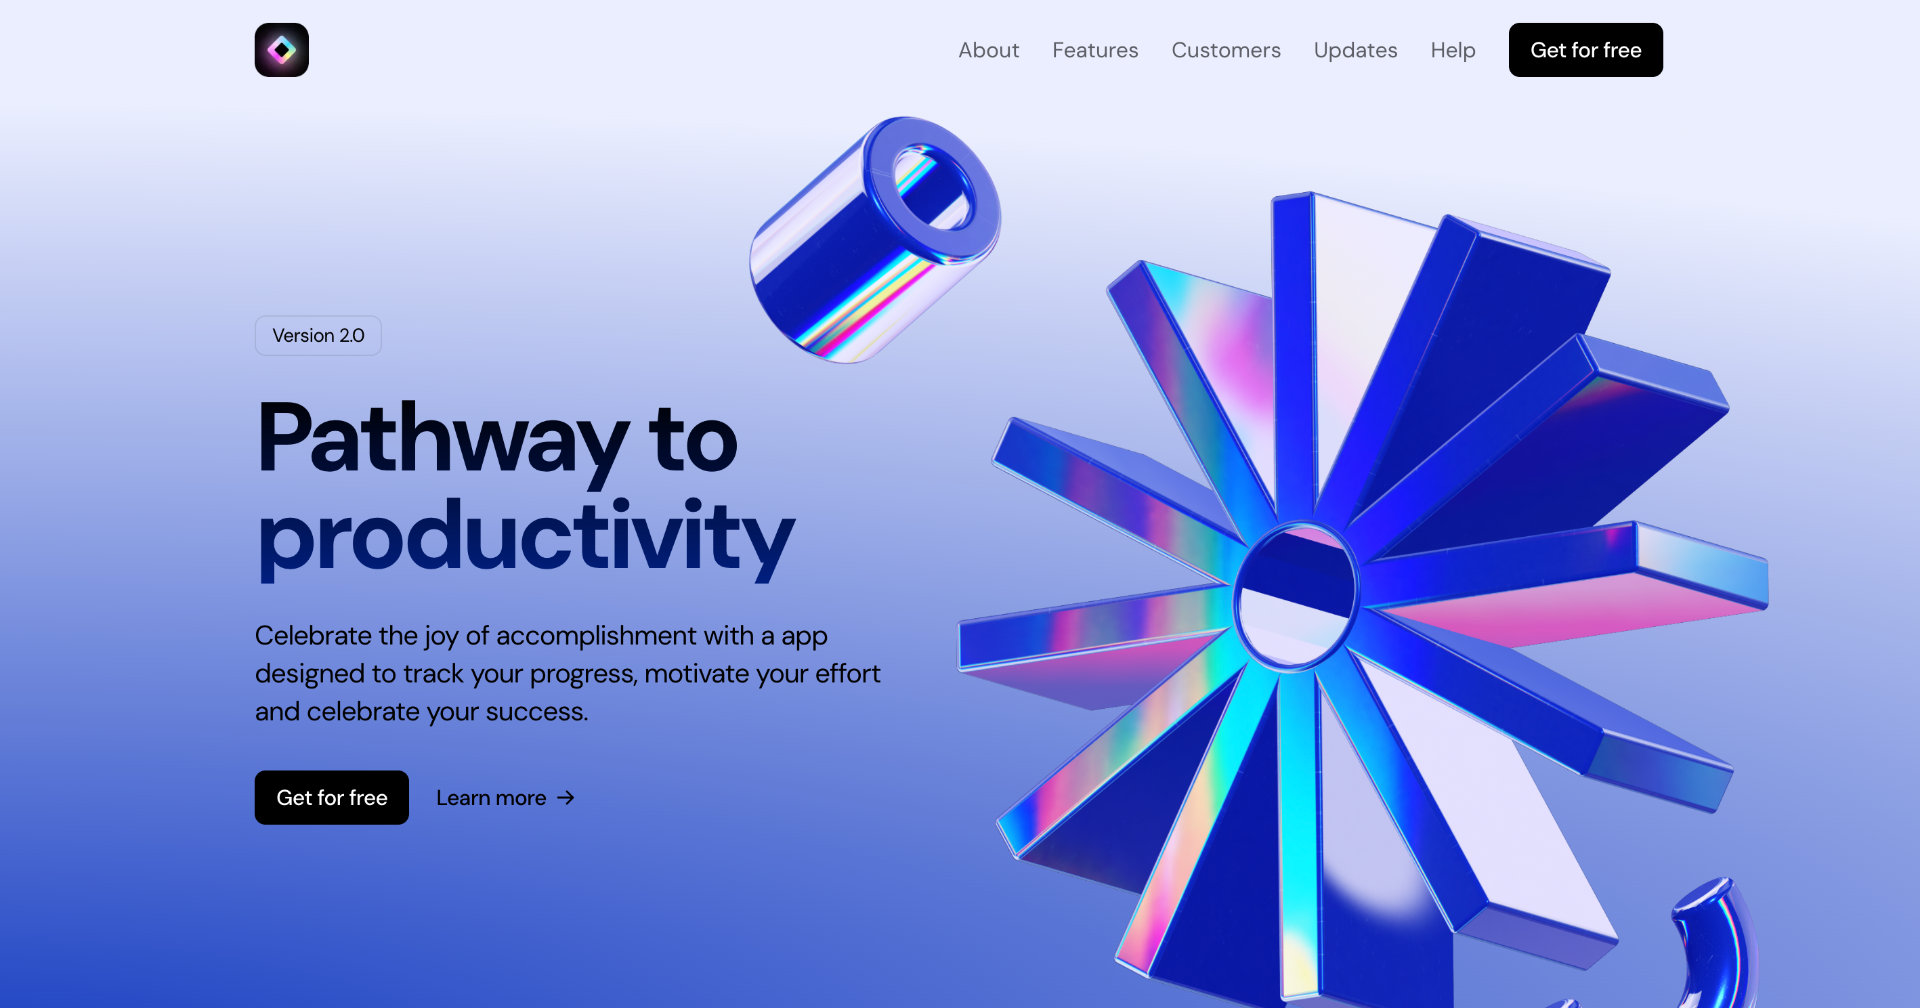 About
Features
Customers
Updates
Help
Get for free
Version 2.0
Pathway to
productivity
Celebrate the joy of accomplishment with a app
designed to track your progress, motivate your effort
and celebrate your success.
Get for free
Learn more →